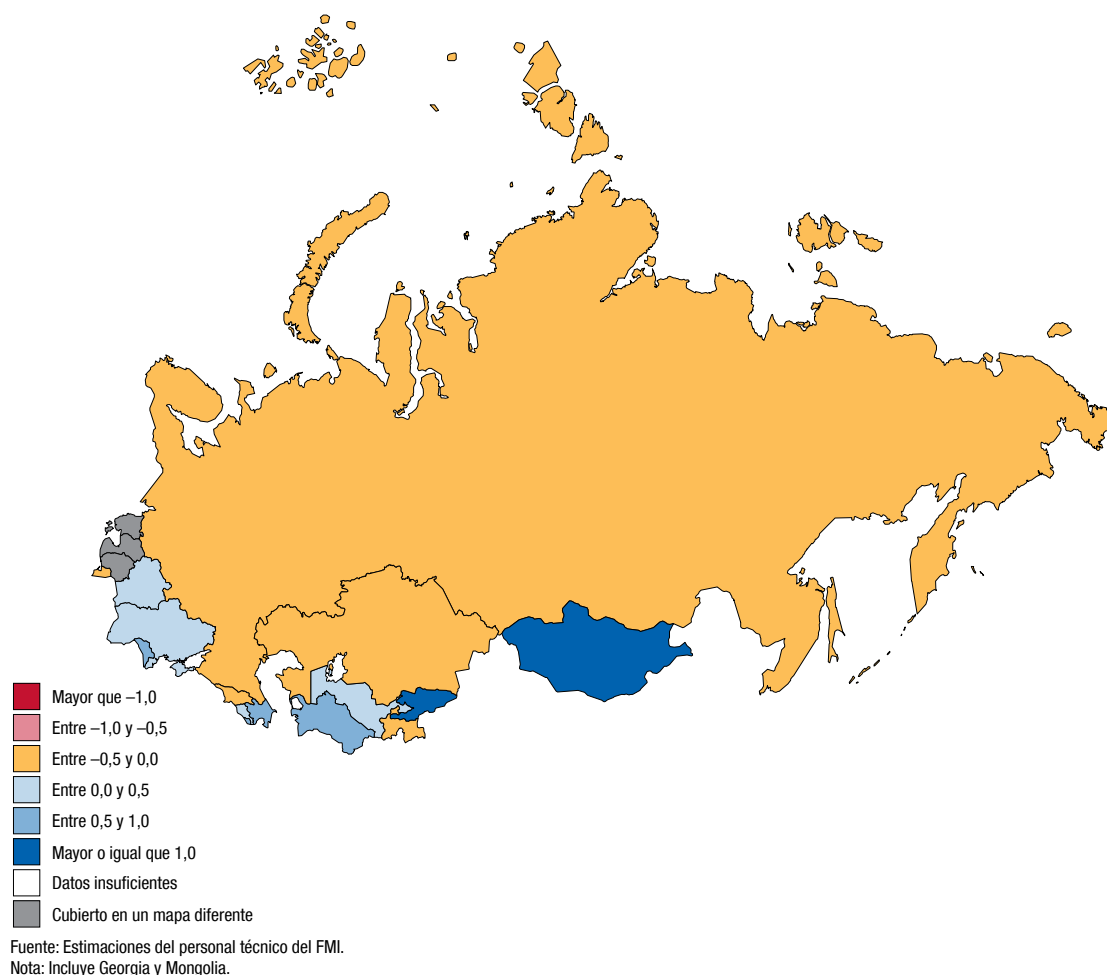 Mayor que –1,0
Entre –1,0 y –0,5
Entre –0,5 y 0,0
Entre 0,0 y 0,5
Entre 0,5 y 1,0
Mayor o igual que 1,0
Datos insuficientes
Cubierto en un mapa diferente
Fuente: Estimaciones del personal técnico del FMI.
Nota: Incluye Georgia y Mongolia.